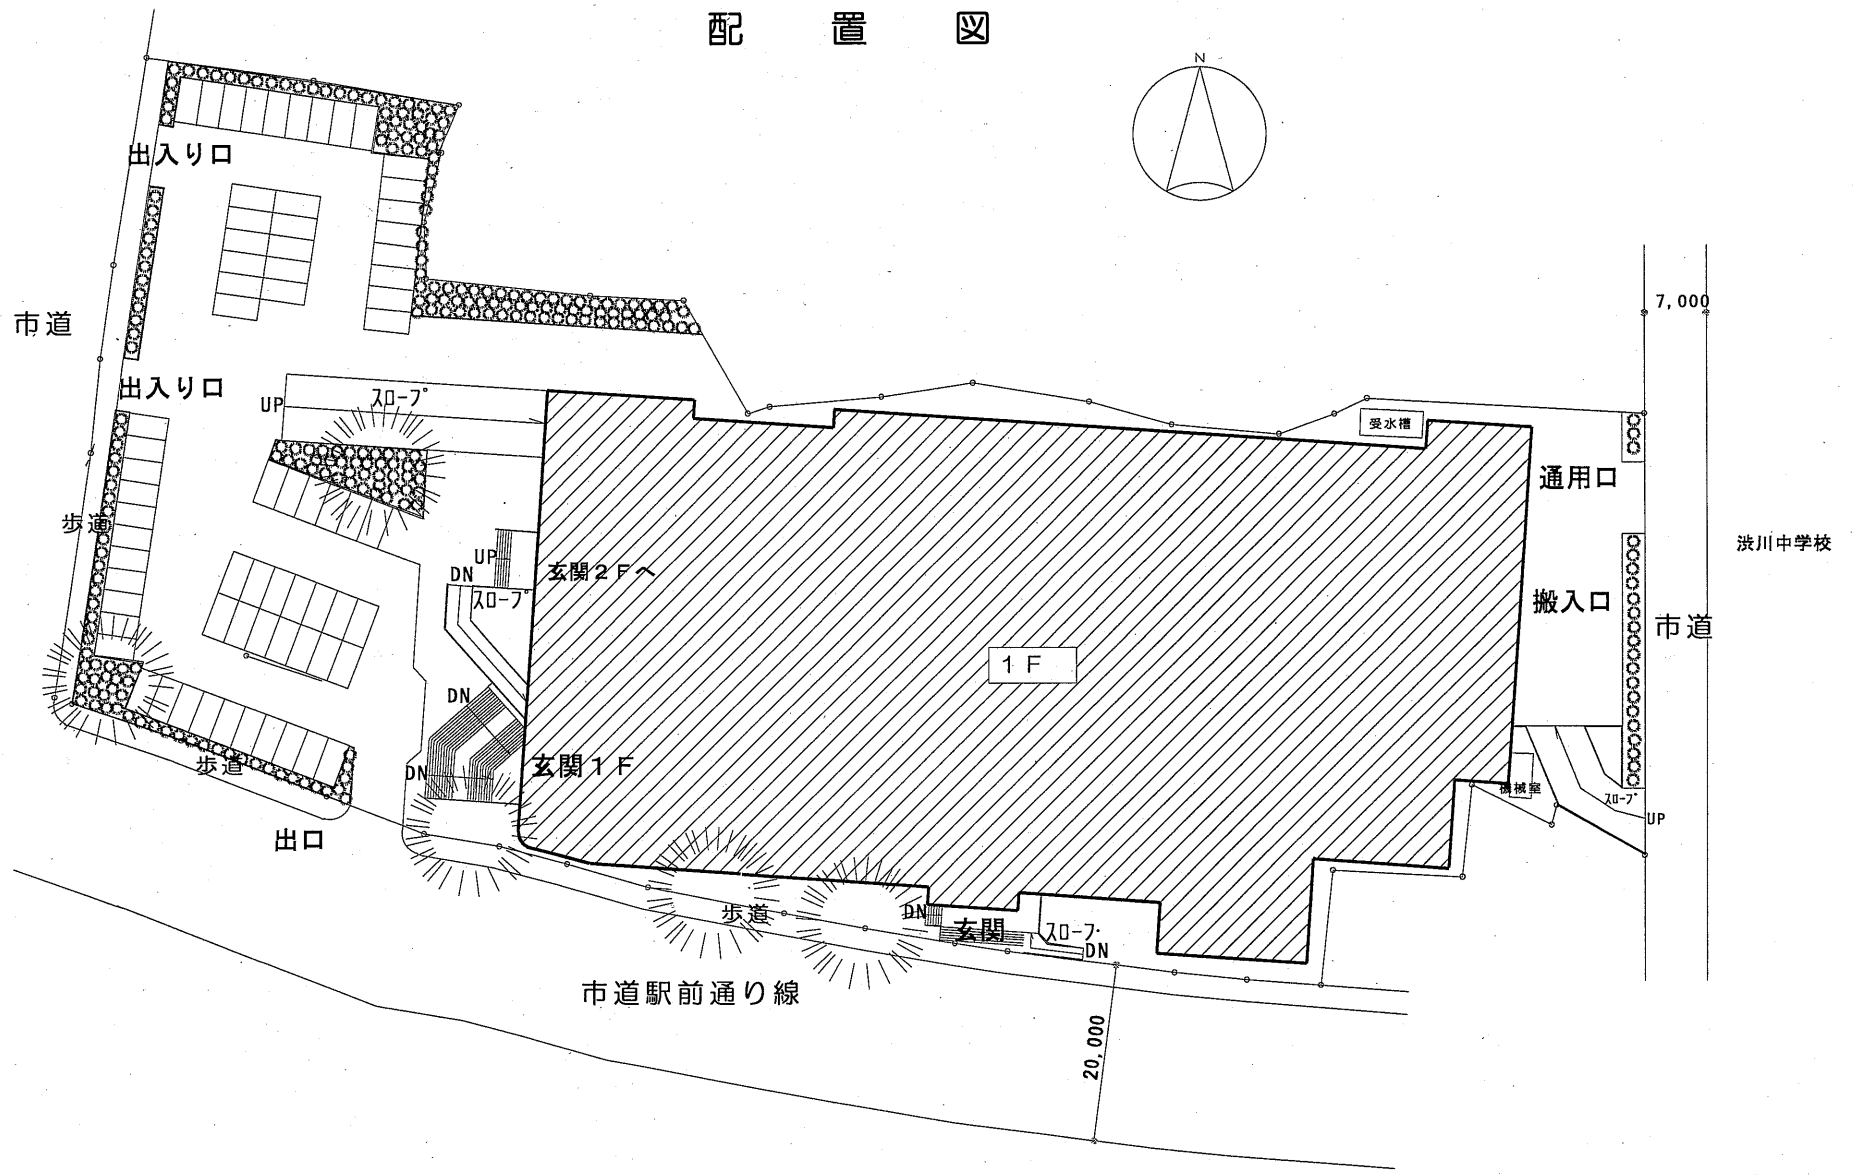 配置図
N
出入り口
市道
7,000
出入り口
UP
スロープ
受水槽
通用口
歩道
渋川中学校
UP
DN
玄関2Fへ
スロープ
搬入口
市道
1F
DN
玄関1F
歩道
DN
機械室
スロープ
UP
出口
歩道
DN
玄関
スロープ
DN
市道駅前通り線
20,000